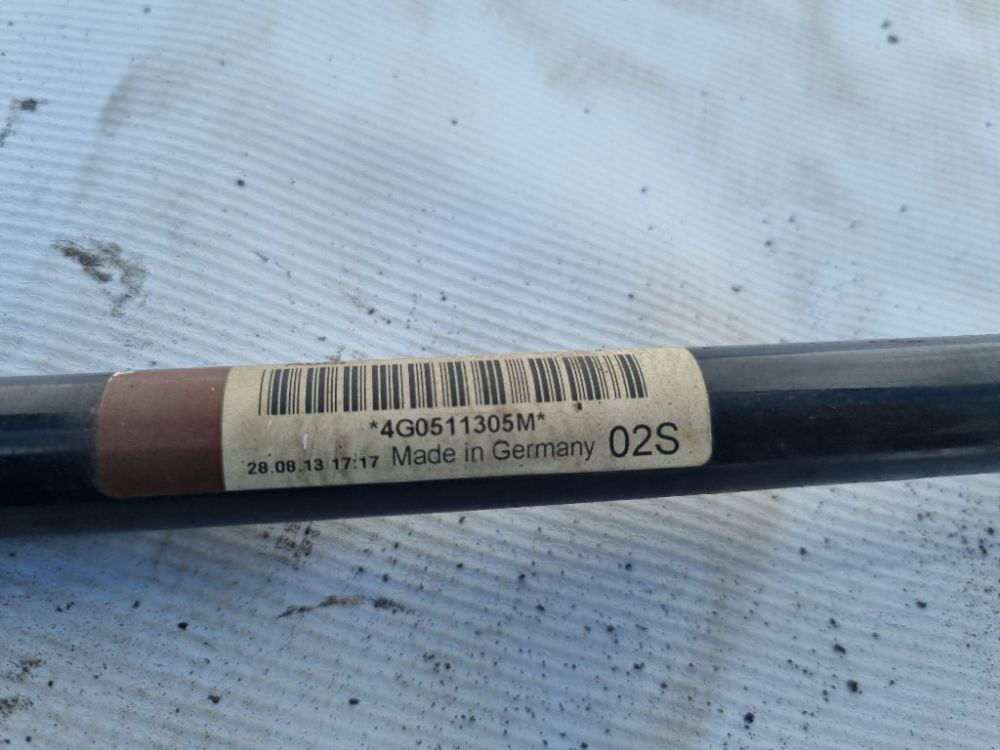 *4G0511305M*
28.08.13 17:17 Made in Germany 02S